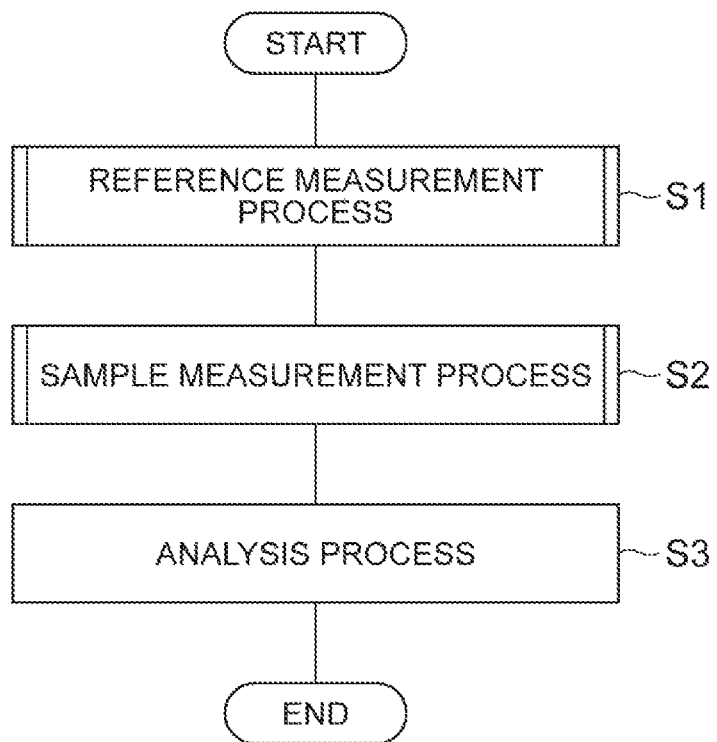 START
REFERENCE MEASUREMENT
PROCESS
S1
SAMPLE MEASUREMENT PROCESS
S2
ANALYSIS PROCESS
S3
END